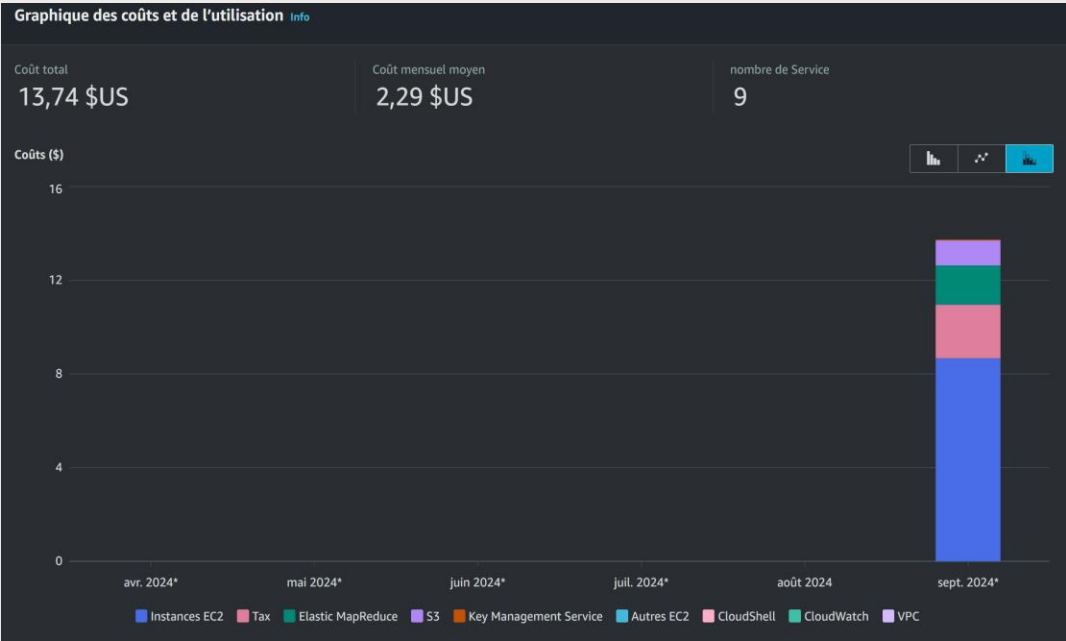 Graphique des coûts et de l'utilisation Info
Coût total
13,74 $US
Coût mensuel moyen
2,29 $US
nombre de Service
9
Coûts ($)
16
12
8
4
0
avr. 2024* mai 2024* juin 2024* juil. 2024* août 2024 sept. 2024*
Instances EC2 Tax Elastic MapReduce S3 Key Management Service Autres EC2 CloudShell CloudWatch VPC